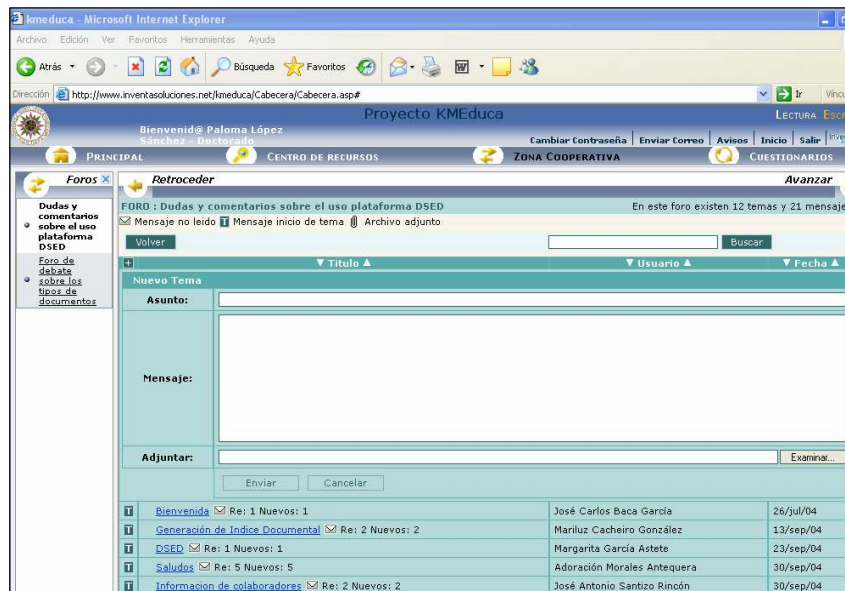 kmeduca - Microsoft Internet Explorer
Archivo Edición Ver Favoritos Herramientas Ayuda
Atrás Búsqueda Favoritos
Dirección http://www.inventasoluciones.net/kmeduca/Cabecera/Cabecera.asp# Ir
Proyecto KMEduca LECTURA
Bienvenid@ Paloma López
Sánchez - Doctorado
Cambiar Contraseña Enviar Correo Avisos Inicio Salir
PRINCIPAL CENTRO DE RECURSOS ZONA COOPERATIVA CUESTIONARIOS
Foros
Dudas y
comentarios
sobre el uso
plataforma
DSED
Foro de
debate
sobre los
tipos de
documentos
Retroceder Avanzar
FORO : Dudas y comentarios sobre el uso plataforma DSED En este foro existen 12 temas y 21 mensaje
Mensaje no leido T Mensaje inicio de tema Archivo adjunto
Volver Buscar
Titulo Usuario Fecha
Nuevo Tema
Asunto:
Mensaje:
Adjuntar: Examinar...
Enviar Cancelar
T Bienvenida Re: 1 Nuevos: 1 José Carlos Baca García 26/jul/04
T Generación de Indice Documental Re: 2 Nuevos: 2 Mariluz Cacheiro González 13/sep/04
T DSED Re: 1 Nuevos: 1 Margarita García Astete 23/sep/04
T Saludos Re: 5 Nuevos: 5 Adoración Morales Antequera 30/sep/04
T Informacion de colaboradores Re: 2 Nuevos: 2 José Antonio Santizo Rincón 30/sep/04